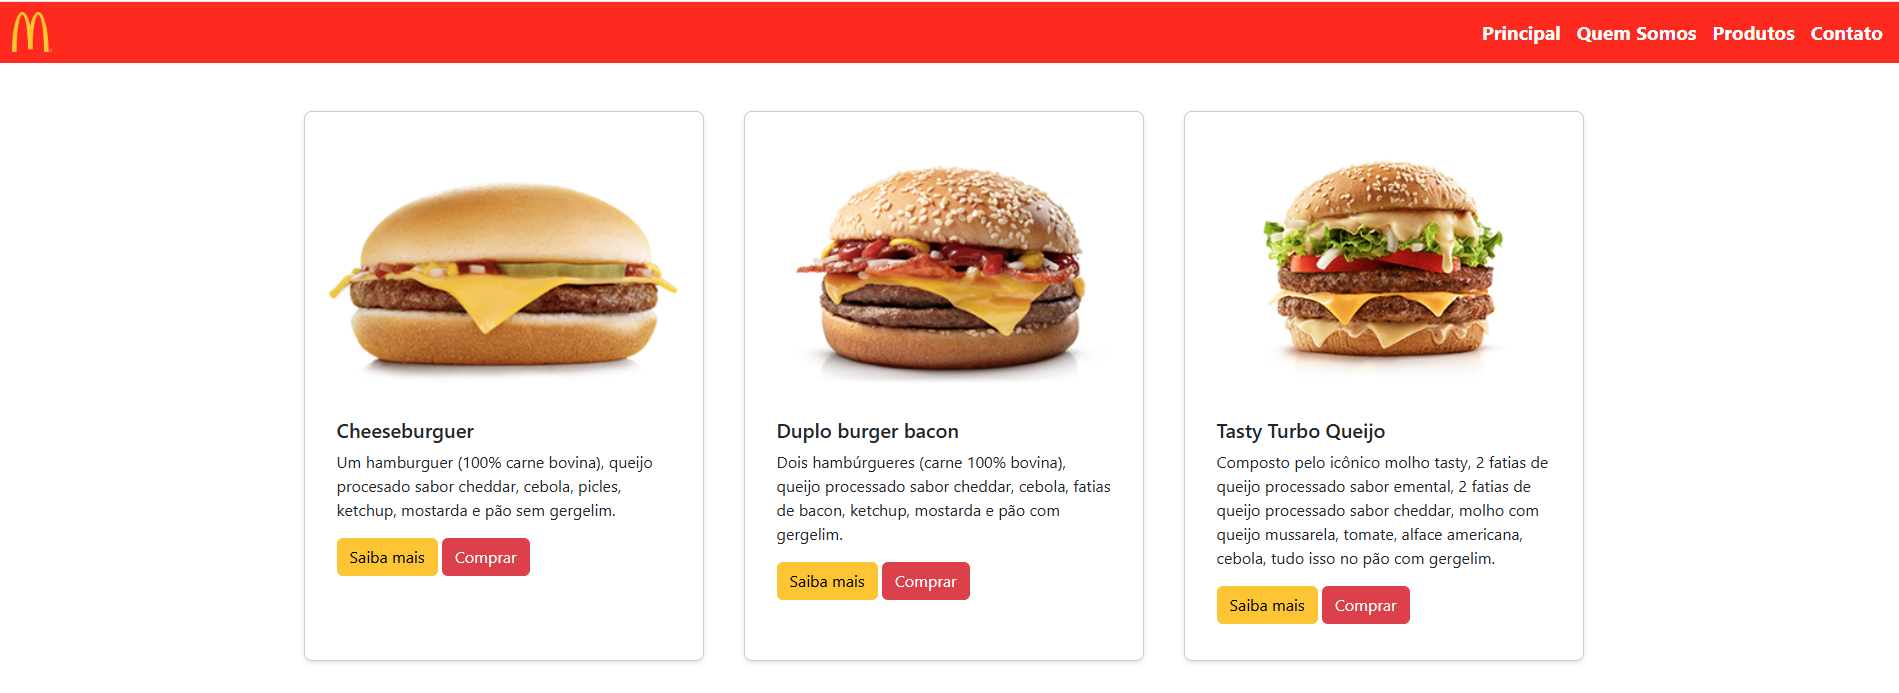 Principal Quem Somos Produtos Contato
Cheeseburguer
Um hamburguer (100% carne bovina), queijo
procesado sabor cheddar, cebola, picles,
ketchup, mostarda e pão sem gergelim.
Saiba mais Comprar
Duplo burger bacon
Dois hambúrgueres (carne 100% bovina),
queijo processado sabor cheddar, cebola, fatias
de bacon, ketchup, mostarda e pão com
gergelim.
Saiba mais Comprar
Tasty Turbo Queijo
Composto pelo icônico molho tasty, 2 fatias de
queijo processado sabor emental, 2 fatias de
queijo processado sabor cheddar, molho com
queijo mussarela, tomate, alface americana,
cebola, tudo isso no pão com gergelim.
Saiba mais Comprar